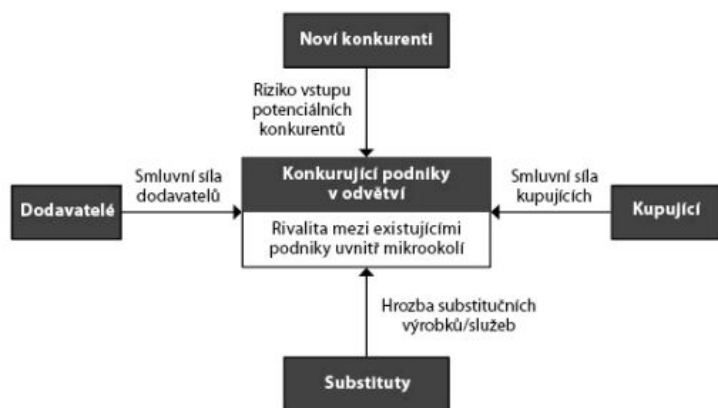 Noví konkurenti
Riziko vstupu
potenciálních
konkurentů
Smluvní síla
dodavatelů
Konkurující podniky
v odvětví
Smluvní síla
kupujících
Dodavatelé
Kupující
Rivalita mezi existujícími
podniky uvnitř mikrookolí
Hrozba substitučních
výrobků/služeb
Substituty